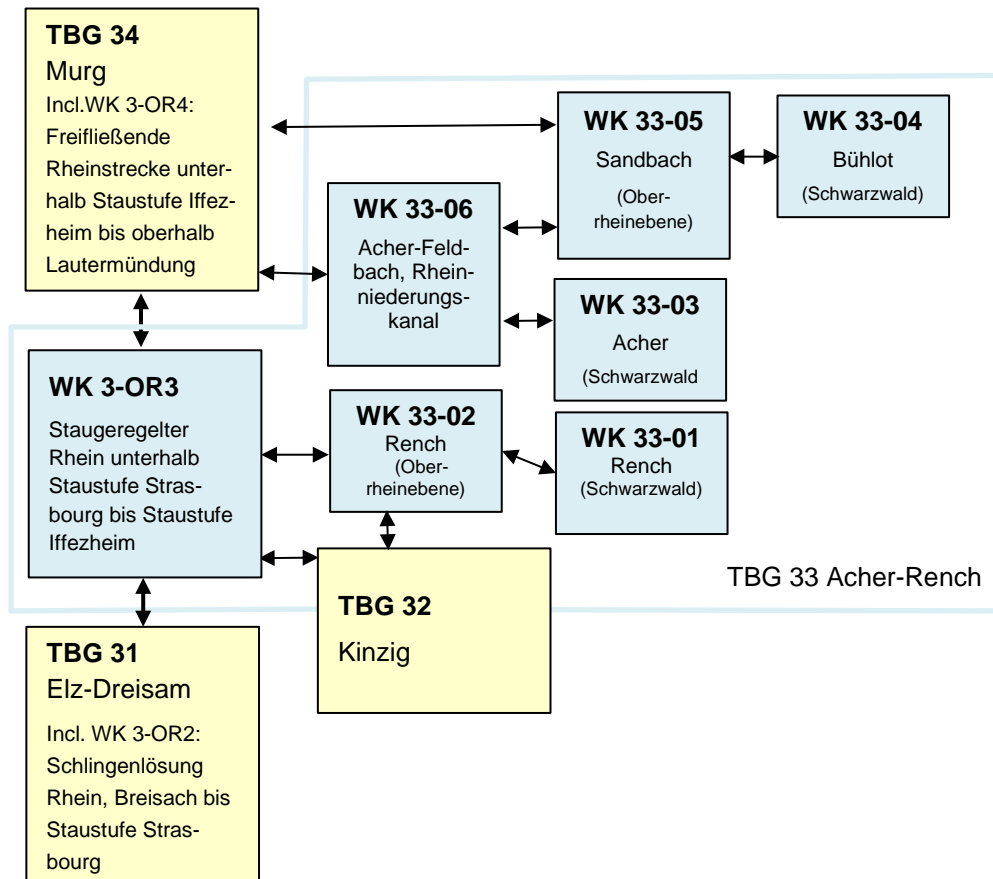 TBG 34
Murg
Incl.WK 3-OR4:
Freifließende
Rheinstrecke unter-
halb Staustufe Iffez-
heim bis oberhalb
Lautermündung
WK 33-05
Sandbach
(Ober-
rheinebene)
WK 33-04
Bühlot
(Schwarzwald)
WK 33-06
Acher-Feld-
bach, Rhein-
niederungs-
kanal
WK 33-03
Acher
(Schwarzwald
WK 3-OR3
Staugeregelter
Rhein unterhalb
Staustufe Stras-
bourg bis Staustufe
Iffezheim
WK 33-02
Rench
(Ober-
rheinebene)
WK 33-01
Rench
(Schwarzwald)
TBG 33 Acher-Rench
TBG 32
Kinzig
TBG 31
Elz-Dreisam
Incl. WK 3-OR2:
Schlingenlösung
Rhein, Breisach bis
Staustufe Stras-
bourg